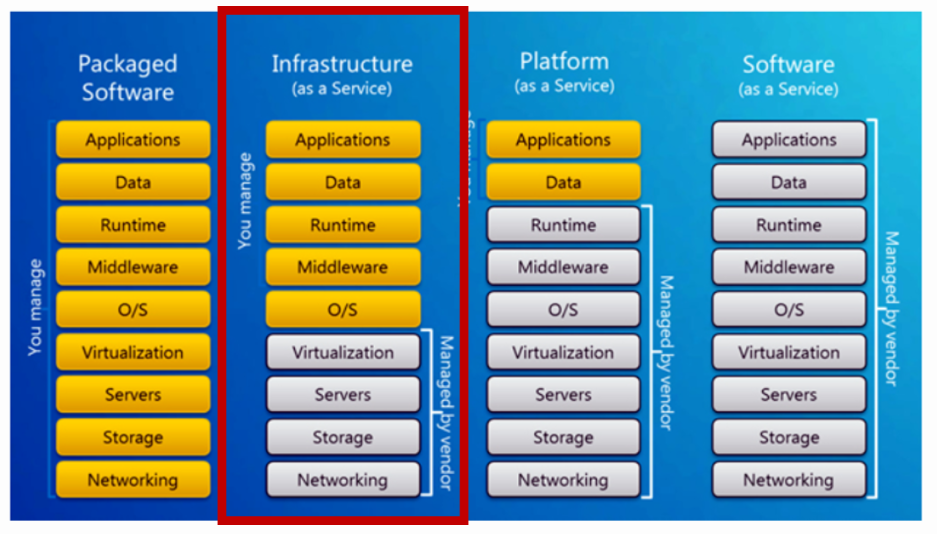 Packaged
Software
You manage
Applications
Data
Runtime
Middleware
O/S
Virtualization
Servers
Storage
Networking
Infrastructure
(as a Service)
You manage
Applications
Data
Runtime
Middleware
O/S
Virtualization
Servers
Storage
Networking
Managed by vendor
Platform
(as a Service)
Applications
Data
Runtime
Middleware
O/S
Virtualization
Servers
Storage
Networking
Managed by vendor
Software
(as a Service)
Applications
Data
Runtime
Middleware
O/S
Virtualization
Servers
Storage
Networking
Managed by vendor